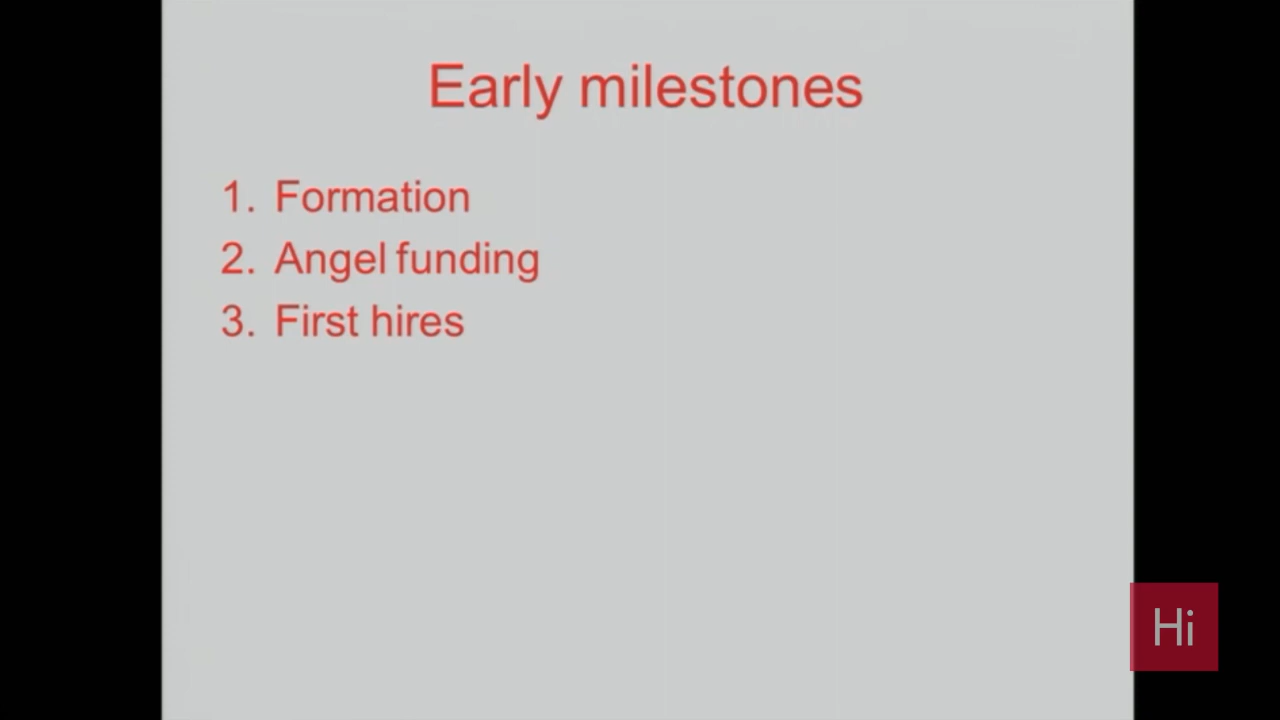 Early milestones
1. Formation
2. Angel funding
3. First hires
Hi